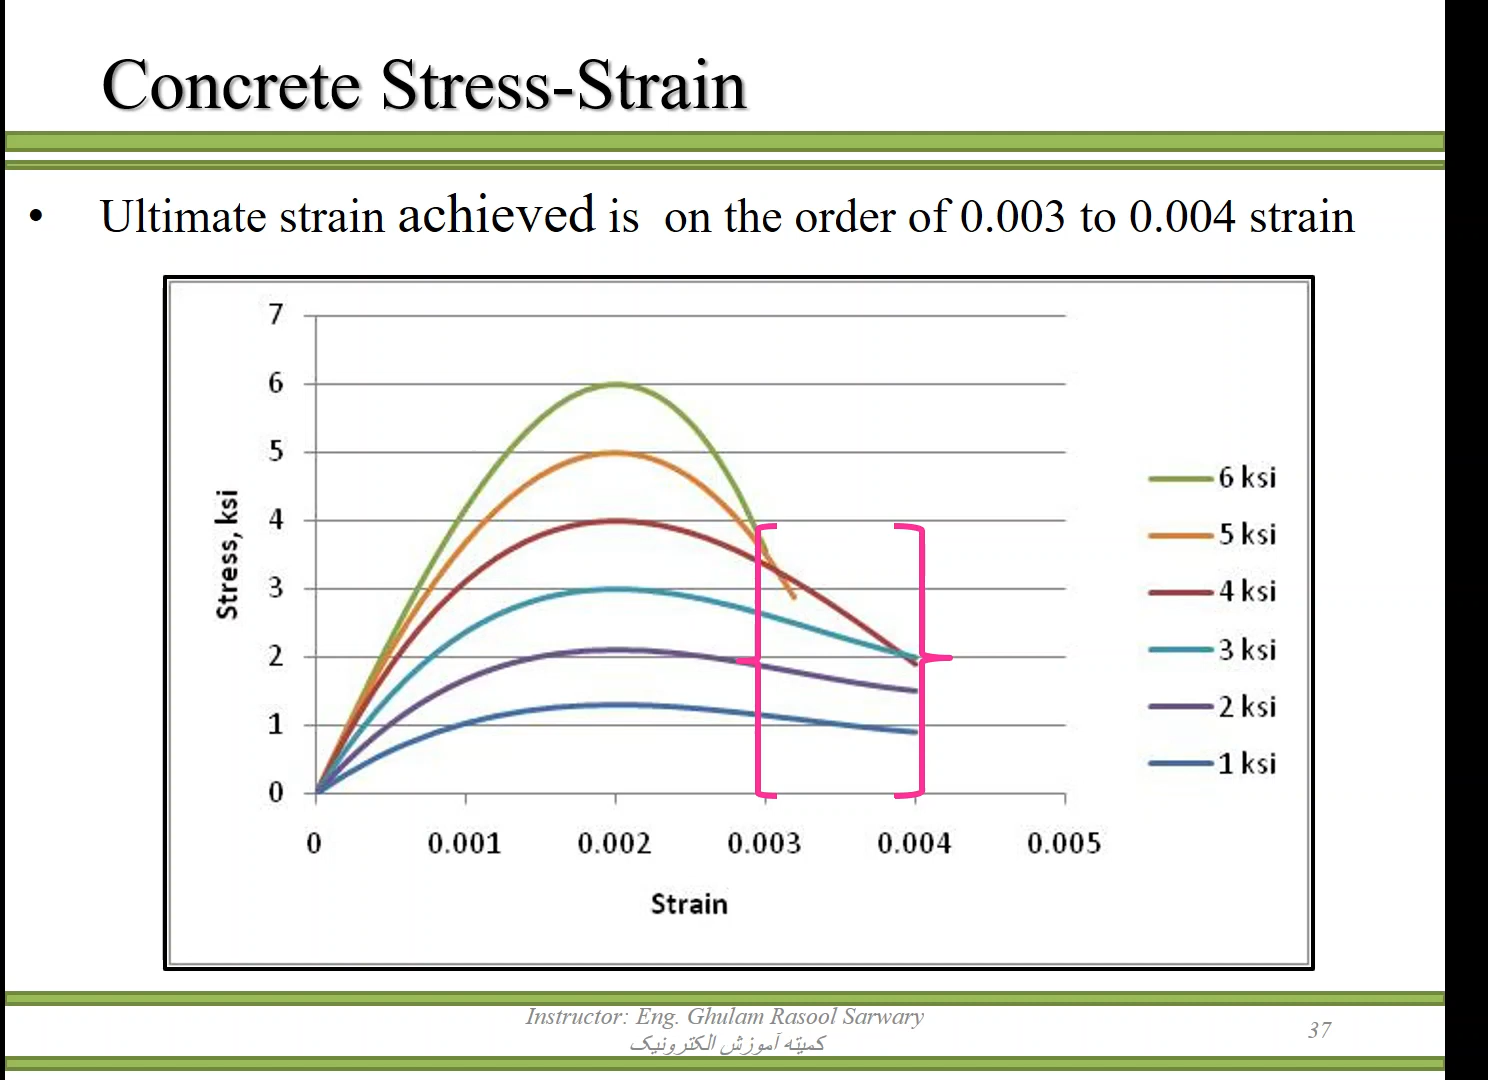 Concrete Stress-Strain
• Ultimate strain achieved is on the order of 0.003 to 0.004 strain
7
6
5
4
3
2
1
0
Stress, ksi
0 0.001 0.002 0.003 0.004 0.005
Strain
6 ksi
5 ksi
4 ksi
3 ksi
2 ksi
1 ksi
Instructor: Eng. Ghulam Rasool Sarwary
کمیته آموزش الکترونیک
37